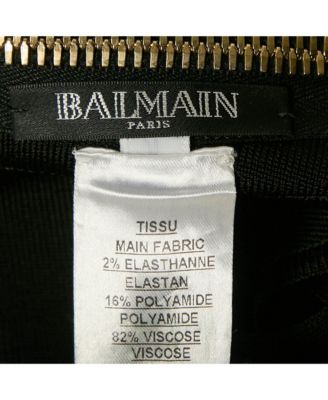 BALMAIN
PARIS
TISSU
MAIN FABRIC
2% ELASTHANNE
ELASTAN
16% POLYAMIDE
POLYAMIDE
82% VISCOSE
VISCOSE